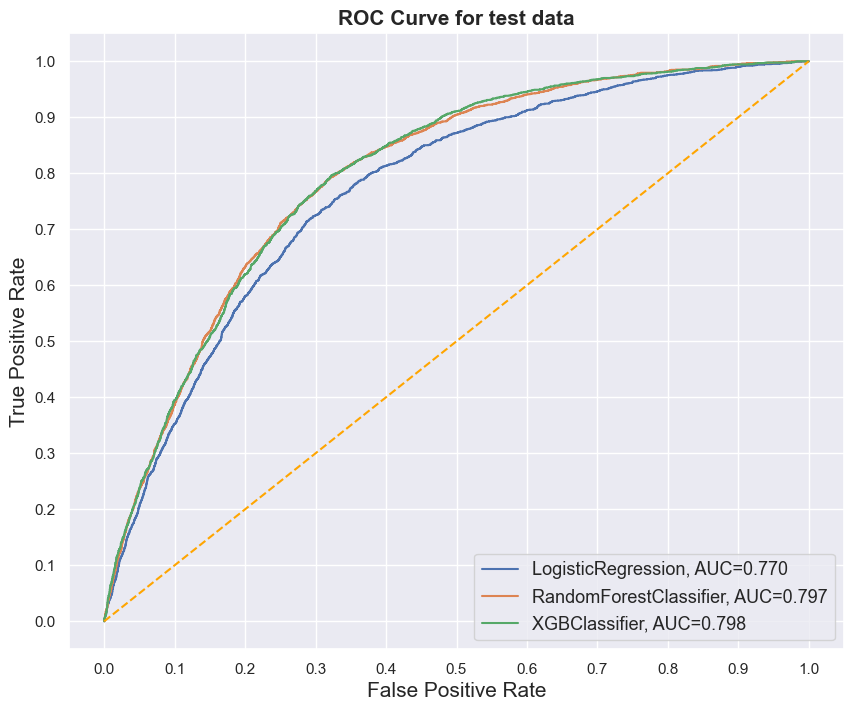 ROC Curve for test data
True Positive Rate
1.0
0.9
0.8
0.7
0.6
0.5
0.4
0.3
0.2
0.1
0.0
LogisticRegression, AUC=0.770
RandomForestClassifier, AUC=0.797
XGBClassifier, AUC=0.798
0.0 0.1 0.2 0.3 0.4 0.5 0.6 0.7 0.8 0.9 1.0
False Positive Rate